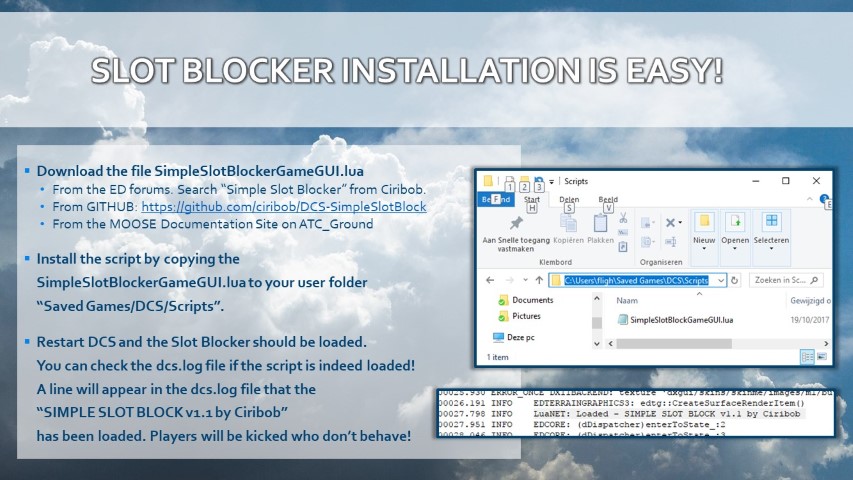 SLOT BLOCKER INSTALLATION IS EASY!
Download the file SimpleSlotBlockerGameGUI.lua
From the ED forums. Search “Simple Slot Blocker” from Ciribob.
From GITHUB: https://github.com/ciribob/DCS-SimpleSlotBlock
From the MOOSE Documentation Site on ATC_Ground
Install the script by copying the
SimpleSlotBlockerGameGUI.lua to your user folder
“Saved Games/DCS/Scripts”.
Restart DCS and the Slot Blocker should be loaded.
You can check the dcs.log file if the script is indeed loaded!
A line will appear in the dcs.log file that the
“SIMPLE SLOT BLOCK v1.1 by Ciribob”
has been loaded. Players will be kicked who don’t behave!
Scripts
1 2 3
Start Delen Beeld
F H S R E
Aan Snelle toegang
vastmaken
Kopiëren Plakken
Nieuw Openen Selecteren
Klembord Organiseren
C:\Users\fligh\Saved Games\DCS\Scripts
Zoeken in Sc...
Documents
Pictures
Deze pc
Naam Gewijzigd o
SimpleSlotBlockGameGUI.lua 19/10/2017
1 item
00025.930 ERROR_ONCE DX11BACKEND: texture 'dxgui/skins/skinme/images/m1/bu
00026.191 INFO EDTERRAINGRAPHICS3: edtg::CreateSurfaceRenderItem()
00027.798 INFO LuaNET: Loaded - SIMPLE SLOT BLOCK v1.1 by Ciribob
00027.951 INFO EDCORE: (dDispatcher)enterToState_:2
00028.046 INFO EDCORE: (dDispatcher)enterToState_:3